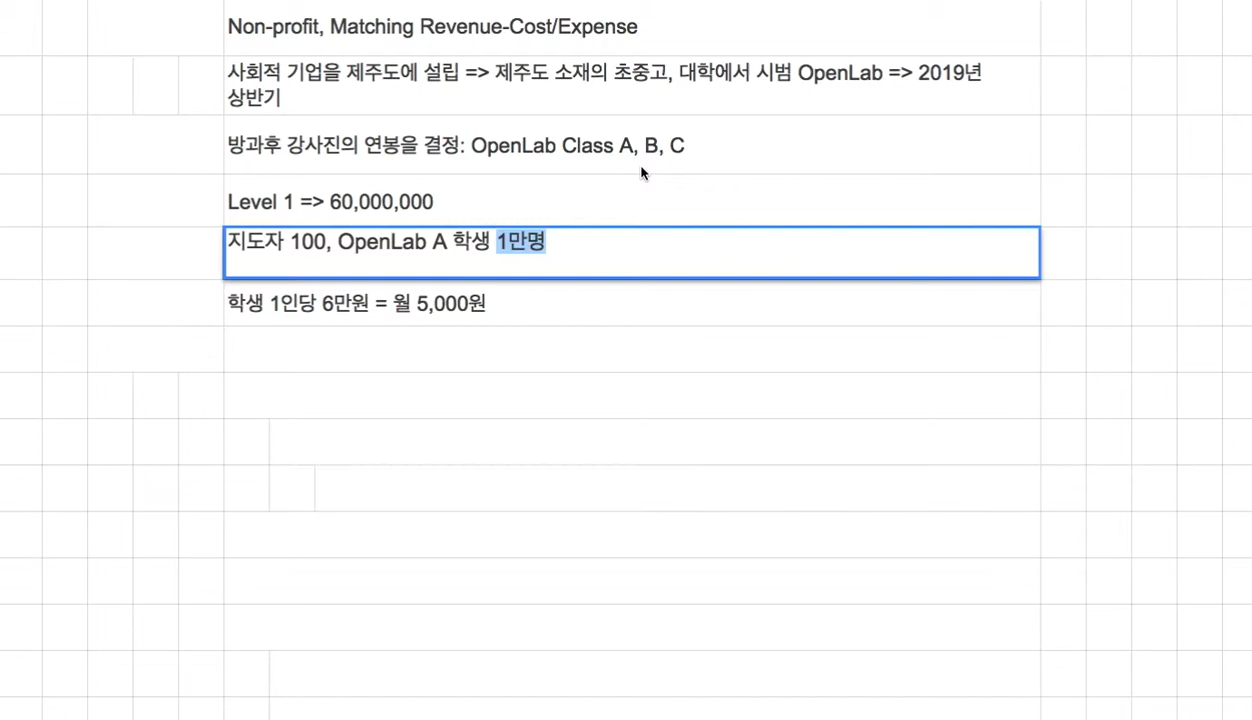 Non-profit, Matching Revenue-Cost/Expense
사회적 기업을 제주도에 설립 => 제주도 소재의 초중고, 대학에서 시범 OpenLab => 2019년
상반기
방과후 강사진의 연봉을 결정: OpenLab Class A, B, C
Level 1 => 60,000,000
지도자 100, OpenLab A 학생 1만명
학생 1인당 6만원 = 월 5,000원